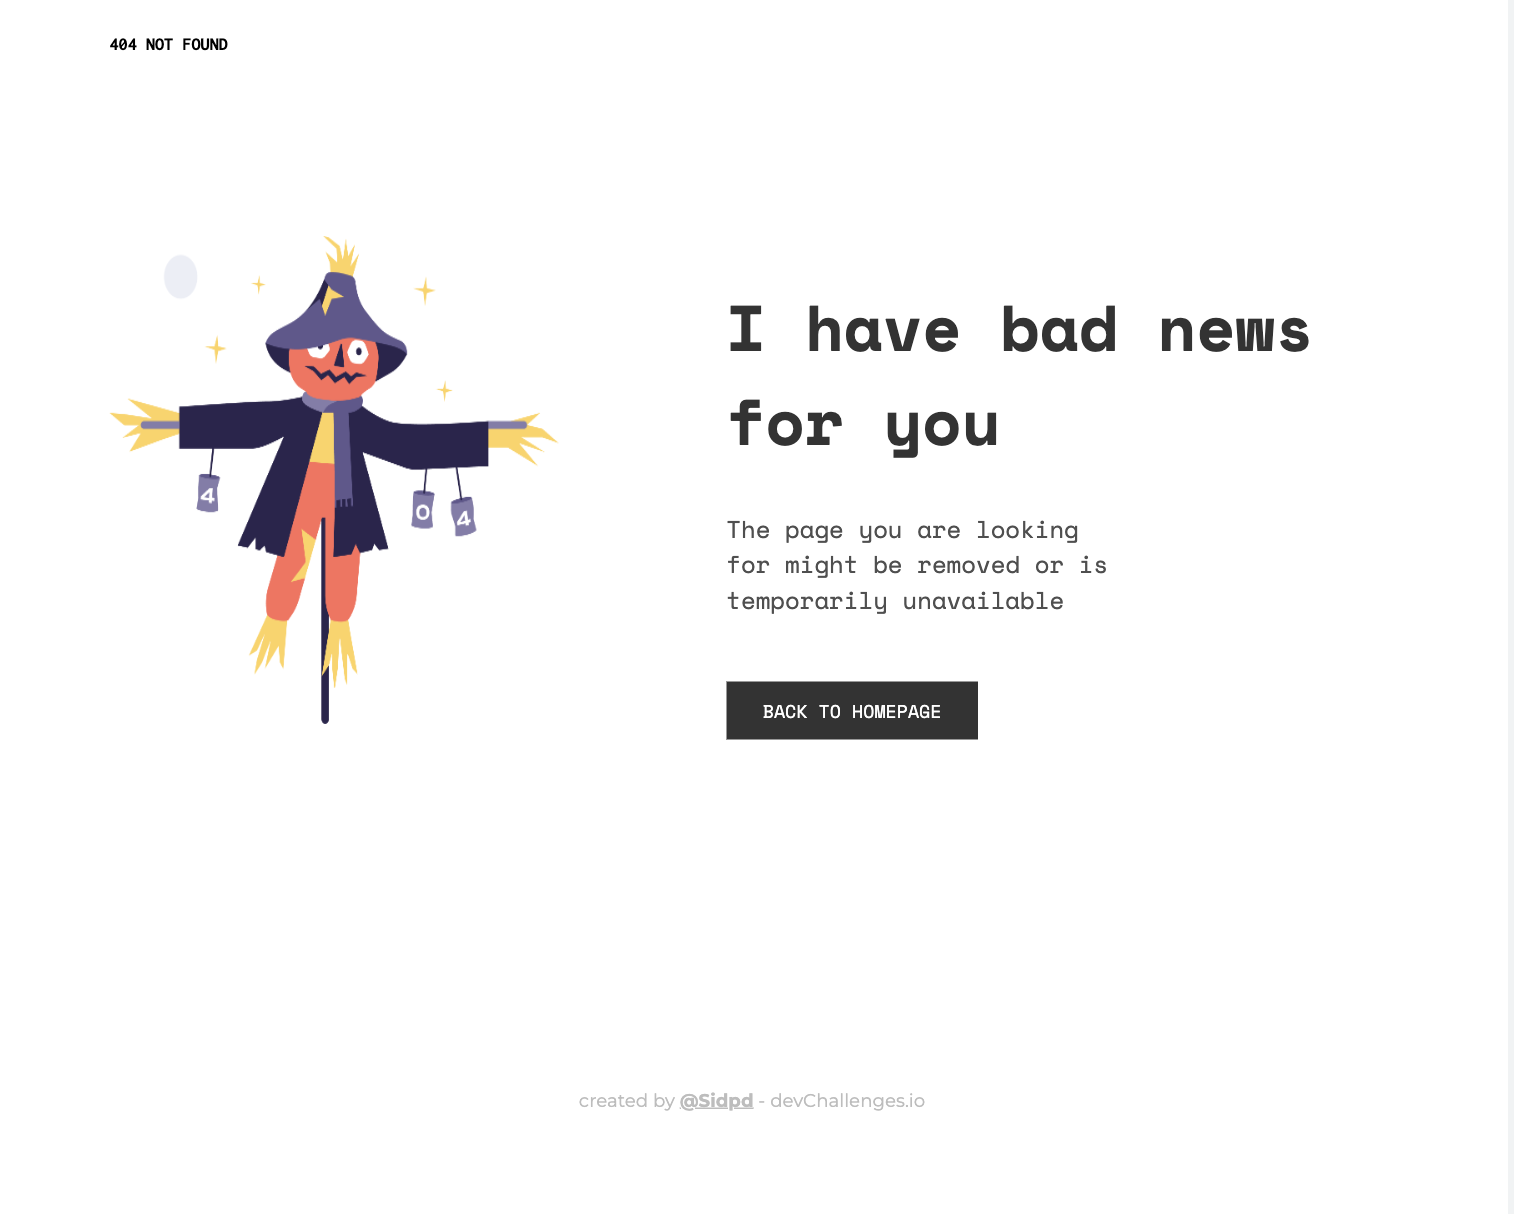 404 NOT FOUND
4
0
4
I have bad news
for you
The page you are looking
for might be removed or is
temporarily unavailable
BACK TO HOMEPAGE
created by @Sidpd - devChallenges.io